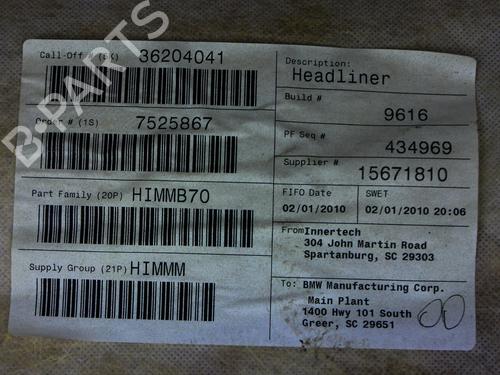 Call-Off # (1K) 36204041
Order # (1S) 7525867
Part Family (20P) HIMMB70
Supply Group (21P) HIMMM
Description:
Headliner
Build #
9616
PF Seq #
434969
Supplier #
15671810
FIFO Date
02/01/2010
SWET
02/01/2010 20:06
From Innertech
304 John Martin Road
Spartanburg, SC 29303
To: BMW Manufacturing Corp.
Main Plant
1400 Hwy 101 South
Greer, SC 29651
00
B-PARTS